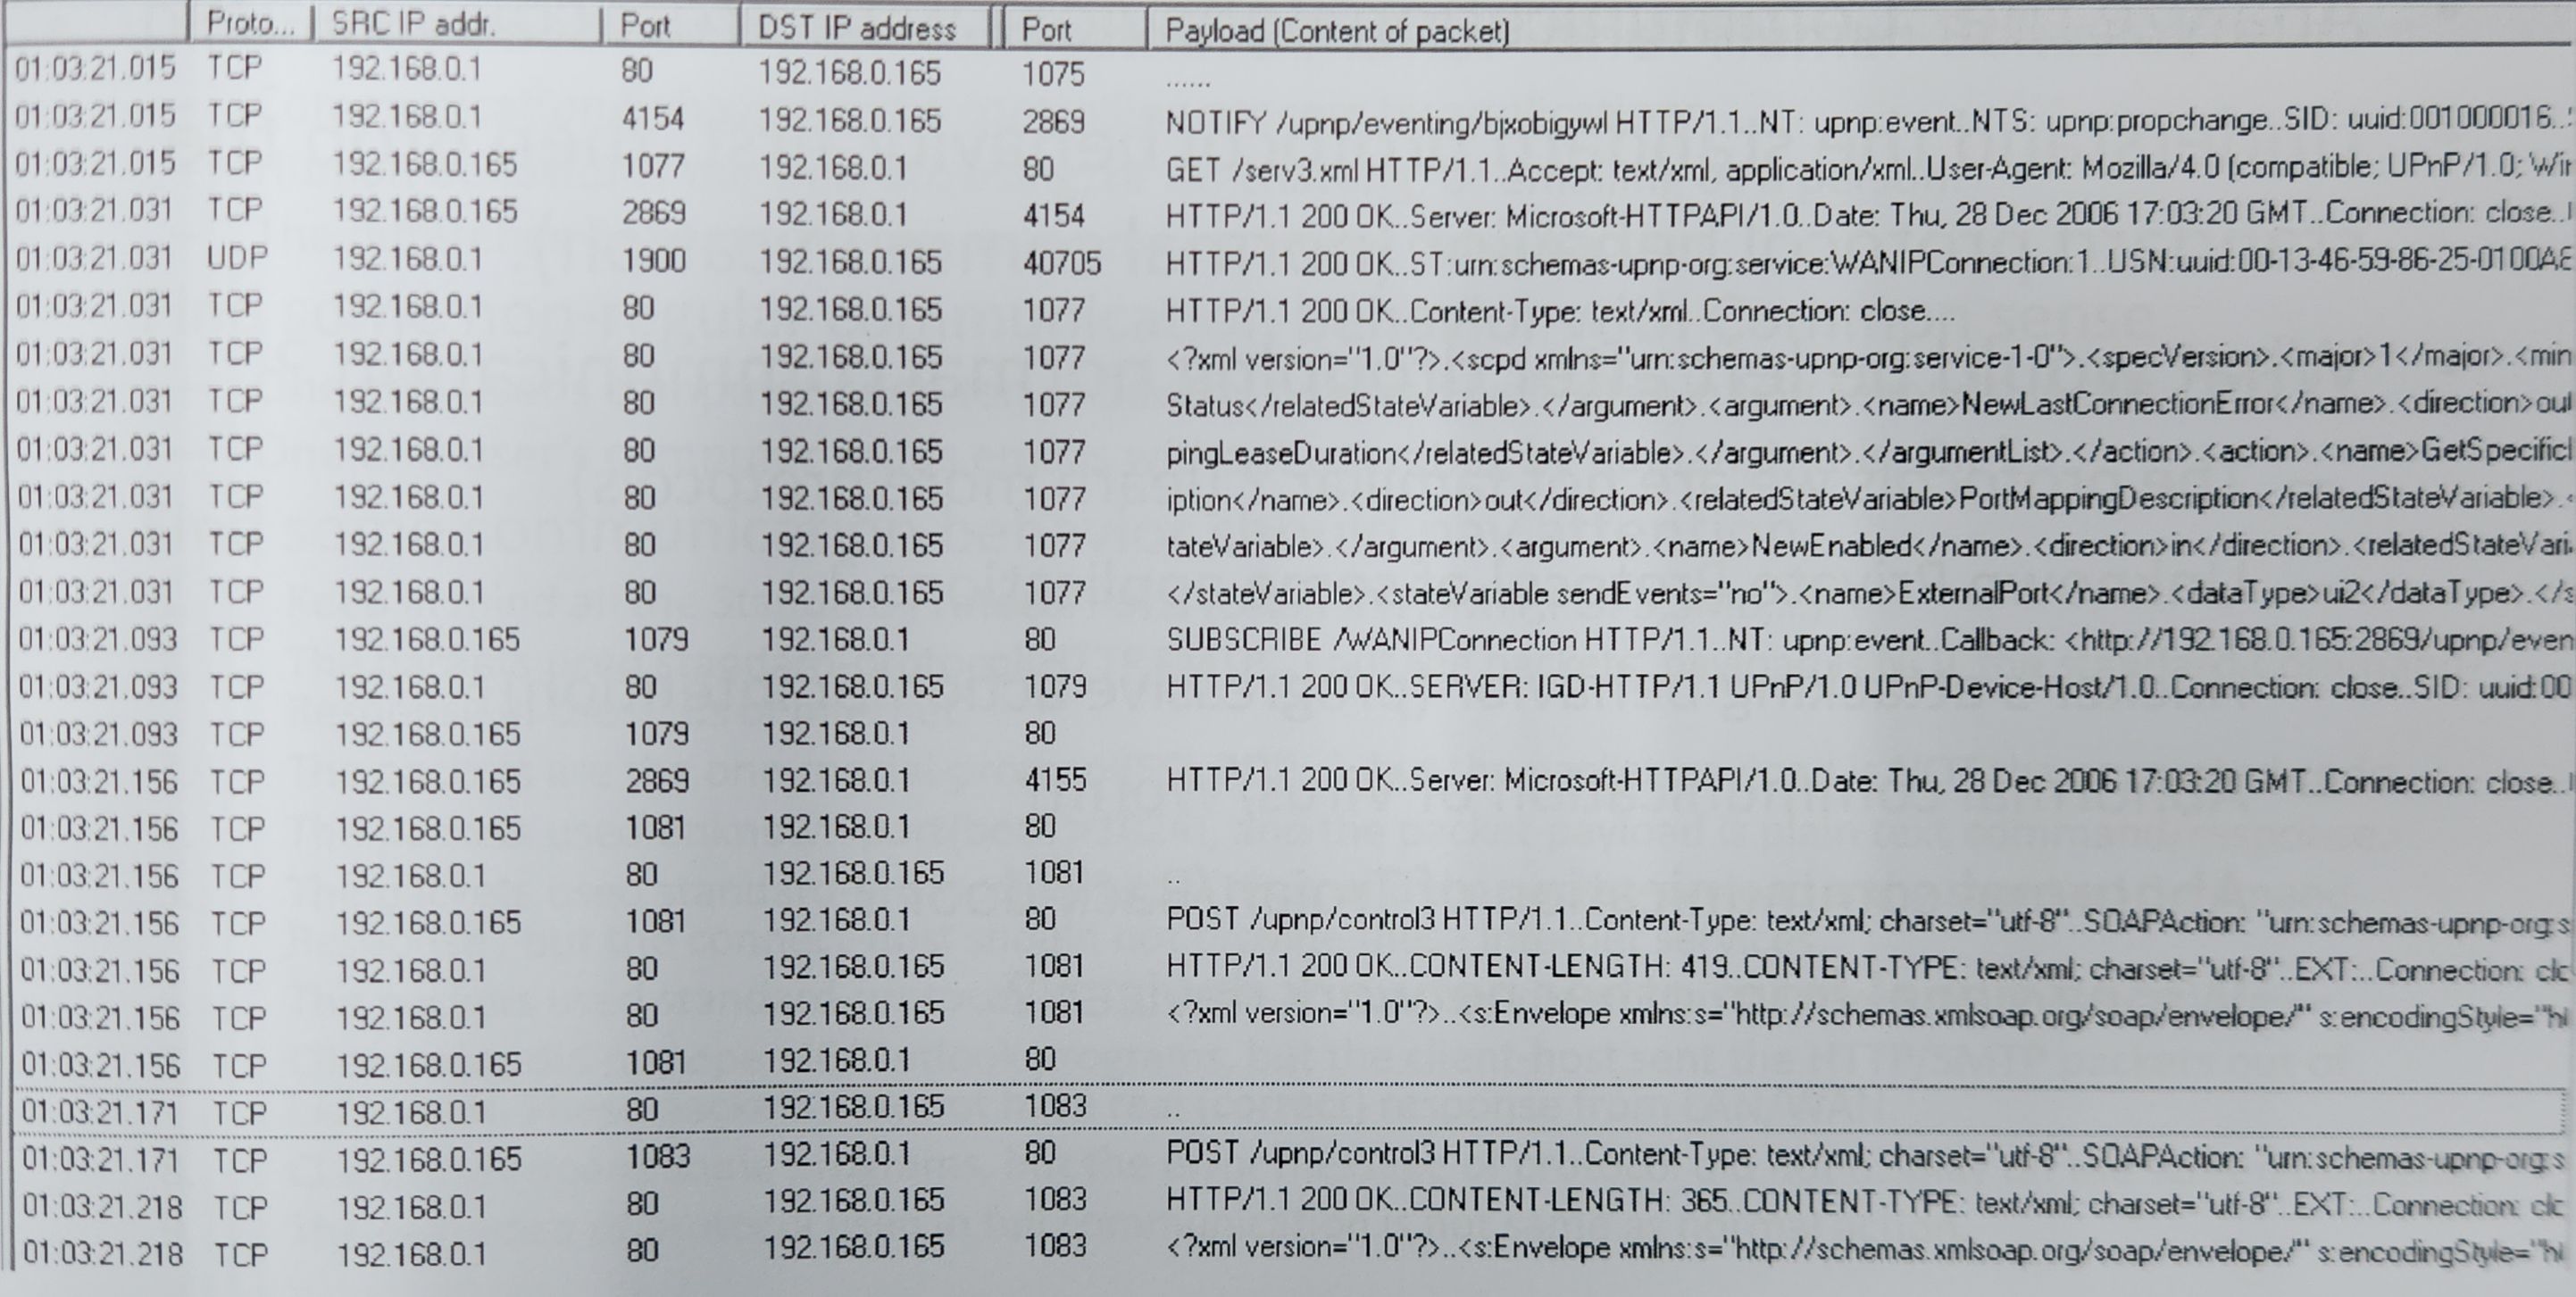 Proto... SRC IP addr. Port DST IP address Port Payload (Content of packet)
01:03:21.015 TCP 192.168.0.1 80 192.168.0.165 1075 ......
01:03:21.015 TCP 192.168.0.1 4154 192.168.0.165 2869 NOTIFY /upnp/eventing/bjxobigywl HTTP/1.1..NT: upnp:event..NTS: upnp:propchange..SID: uuid:001000016..
01:03:21.015 TCP 192.168.0.165 1077 192.168.0.1 80 GET /serv3.xml HTTP/1.1..Accept: text/xml, application/xml..User-Agent: Mozilla/4.0 (compatible; UPnP/1.0; Wir
01:03:21.031 TCP 192.168.0.165 2869 192.168.0.1 4154 HTTP/1.1 200 OK..Server: Microsoft-HTTPAPI/1.0..Date: Thu, 28 Dec 2006 17:03:20 GMT..Connection: close..
01:03:21.031 UDP 192.168.0.1 1900 192.168.0.165 40705 HTTP/1.1 200 OK..ST:urn:schemas-upnp-org:service:WANIPConnection:1..USN:uuid:00-13-46-59-86-25-0100A8
01:03:21.031 TCP 192.168.0.1 80 192.168.0.165 1077 HTTP/1.1 200 OK..Content-Type: text/xml..Connection: close....
01:03:21.031 TCP 192.168.0.1 80 192.168.0.165 1077 <?xml version="1.0"?>.<scpd xmlns="urn:schemas-upnp-org:service-1-0">.<specVersion>.<major>1</major>.<min
01:03:21.031 TCP 192.168.0.1 80 192.168.0.165 1077 Status</relatedStateVariable>.</argument>.<argument>.<name>NewLastConnectionError</name>.<direction>out
01:03:21.031 TCP 192.168.0.1 80 192.168.0.165 1077 pingLeaseDuration</relatedStateVariable>.</argument>.</argumentList>.</action>.<action>.<name>GetSpecificl
01:03:21.031 TCP 192.168.0.1 80 192.168.0.165 1077 iption</name>.<direction>out</direction>.<relatedStateVariable>PortMappingDescription</relatedStateVariable>.<
01:03:21.031 TCP 192.168.0.1 80 192.168.0.165 1077 tateVariable>.</argument>.<argument>.<name>NewEnabled</name>.<direction>in</direction>.<relatedStateVari
01:03:21.031 TCP 192.168.0.1 80 192.168.0.165 1077 </stateVariable>.<stateVariable sendEvents="no">.<name>ExternalPort</name>.<dataType>ui2</dataType>.</s
01:03:21.093 TCP 192.168.0.165 1079 192.168.0.1 80 SUBSCRIBE /WANIPConnection HTTP/1.1..NT: upnp:event..Callback: <http://192.168.0.165:2869/upnp/even
01:03:21.093 TCP 192.168.0.1 80 192.168.0.165 1079 HTTP/1.1 200 OK..SERVER: IGD-HTTP/1.1 UPnP/1.0 UPnP-Device-Host/1.0..Connection: close..SID: uuid:00
01:03:21.093 TCP 192.168.0.165 1079 192.168.0.1 80
01:03:21.156 TCP 192.168.0.165 2869 192.168.0.1 4155 HTTP/1.1 200 OK..Server: Microsoft-HTTPAPI/1.0..Date: Thu, 28 Dec 2006 17:03:20 GMT..Connection: close..
01:03:21.156 TCP 192.168.0.165 1081 192.168.0.1 80
01:03:21.156 TCP 192.168.0.1 80 192.168.0.165 1081 ..
01:03:21.156 TCP 192.168.0.165 1081 192.168.0.1 80 POST /upnp/control3 HTTP/1.1..Content-Type: text/xml; charset="utf-8"..SOAPAction: "urn:schemas-upnp-org:s
01:03:21.156 TCP 192.168.0.1 80 192.168.0.165 1081 HTTP/1.1 200 OK..CONTENT-LENGTH: 419..CONTENT-TYPE: text/xml; charset="utf-8"..EXT:..Connection: clo
01:03:21.156 TCP 192.168.0.1 80 192.168.0.165 1081 <?xml version="1.0"?>..<s:Envelope xmlns:s="http://schemas.xmlsoap.org/soap/envelope/" s:encodingStyle="ht
01:03:21.156 TCP 192.168.0.165 1081 192.168.0.1 80
01:03:21.171 TCP 192.168.0.1 80 192.168.0.165 1083 ..
01:03:21.171 TCP 192.168.0.165 1083 192.168.0.1 80 POST /upnp/control3 HTTP/1.1..Content-Type: text/xml; charset="utf-8"..SOAPAction: "urn:schemas-upnp-org:s
01:03:21.218 TCP 192.168.0.1 80 192.168.0.165 1083 HTTP/1.1 200 OK..CONTENT-LENGTH: 365..CONTENT-TYPE: text/xml; charset="utf-8"..EXT:..Connection: clc
01:03:21.218 TCP 192.168.0.1 80 192.168.0.165 1083 <?xml version="1.0"?>..<s:Envelope xmlns:s="http://schemas.xmlsoap.org/soap/envelope/" s:encodingStyle="ht